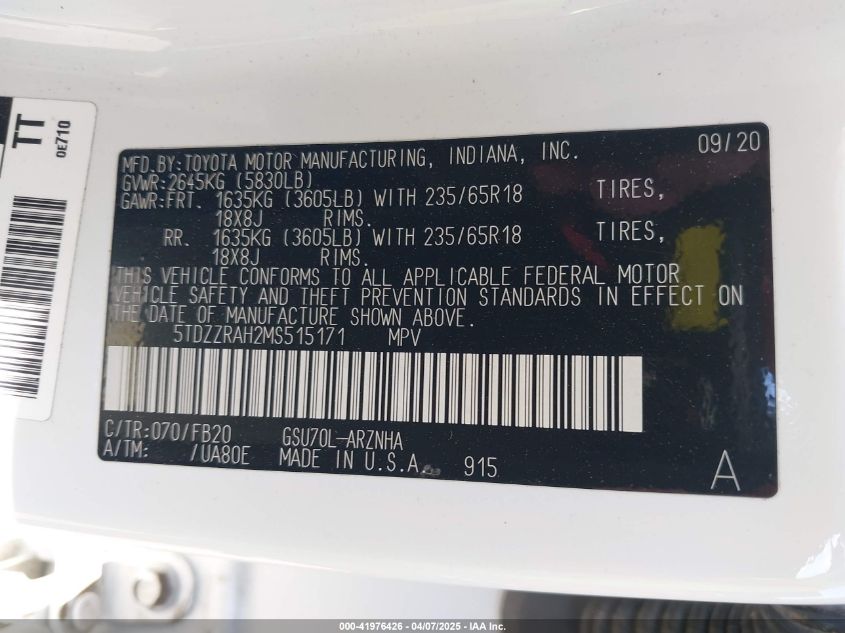 TT
0E710
MFD.BY:TOYOTA MOTOR MANUFACTURING, INDIANA, INC. 09/20
GVWR:2645KG (5830LB)
GAWR:FRT. 1635KG (3605LB) WITH 235/65R18 TIRES,
18X8J RIMS.
RR. 1635KG (3605LB) WITH 235/65R18 TIRES,
18X8J RIMS.
THIS VEHICLE CONFORMS TO ALL APPLICABLE FEDERAL MOTOR
VEHICLE SAFETY AND THEFT PREVENTION STANDARDS IN EFFECT ON
THE DATE OF MANUFACTURE SHOWN ABOVE.
5TDZZRAH2MS515171 MPV
C/TR:070/FB20 GSU70L-ARZNHA
A/TM: /UA80E MADE IN U.S.A. 915
A
000-41976426 - 04/07/2025 - IAA Inc.